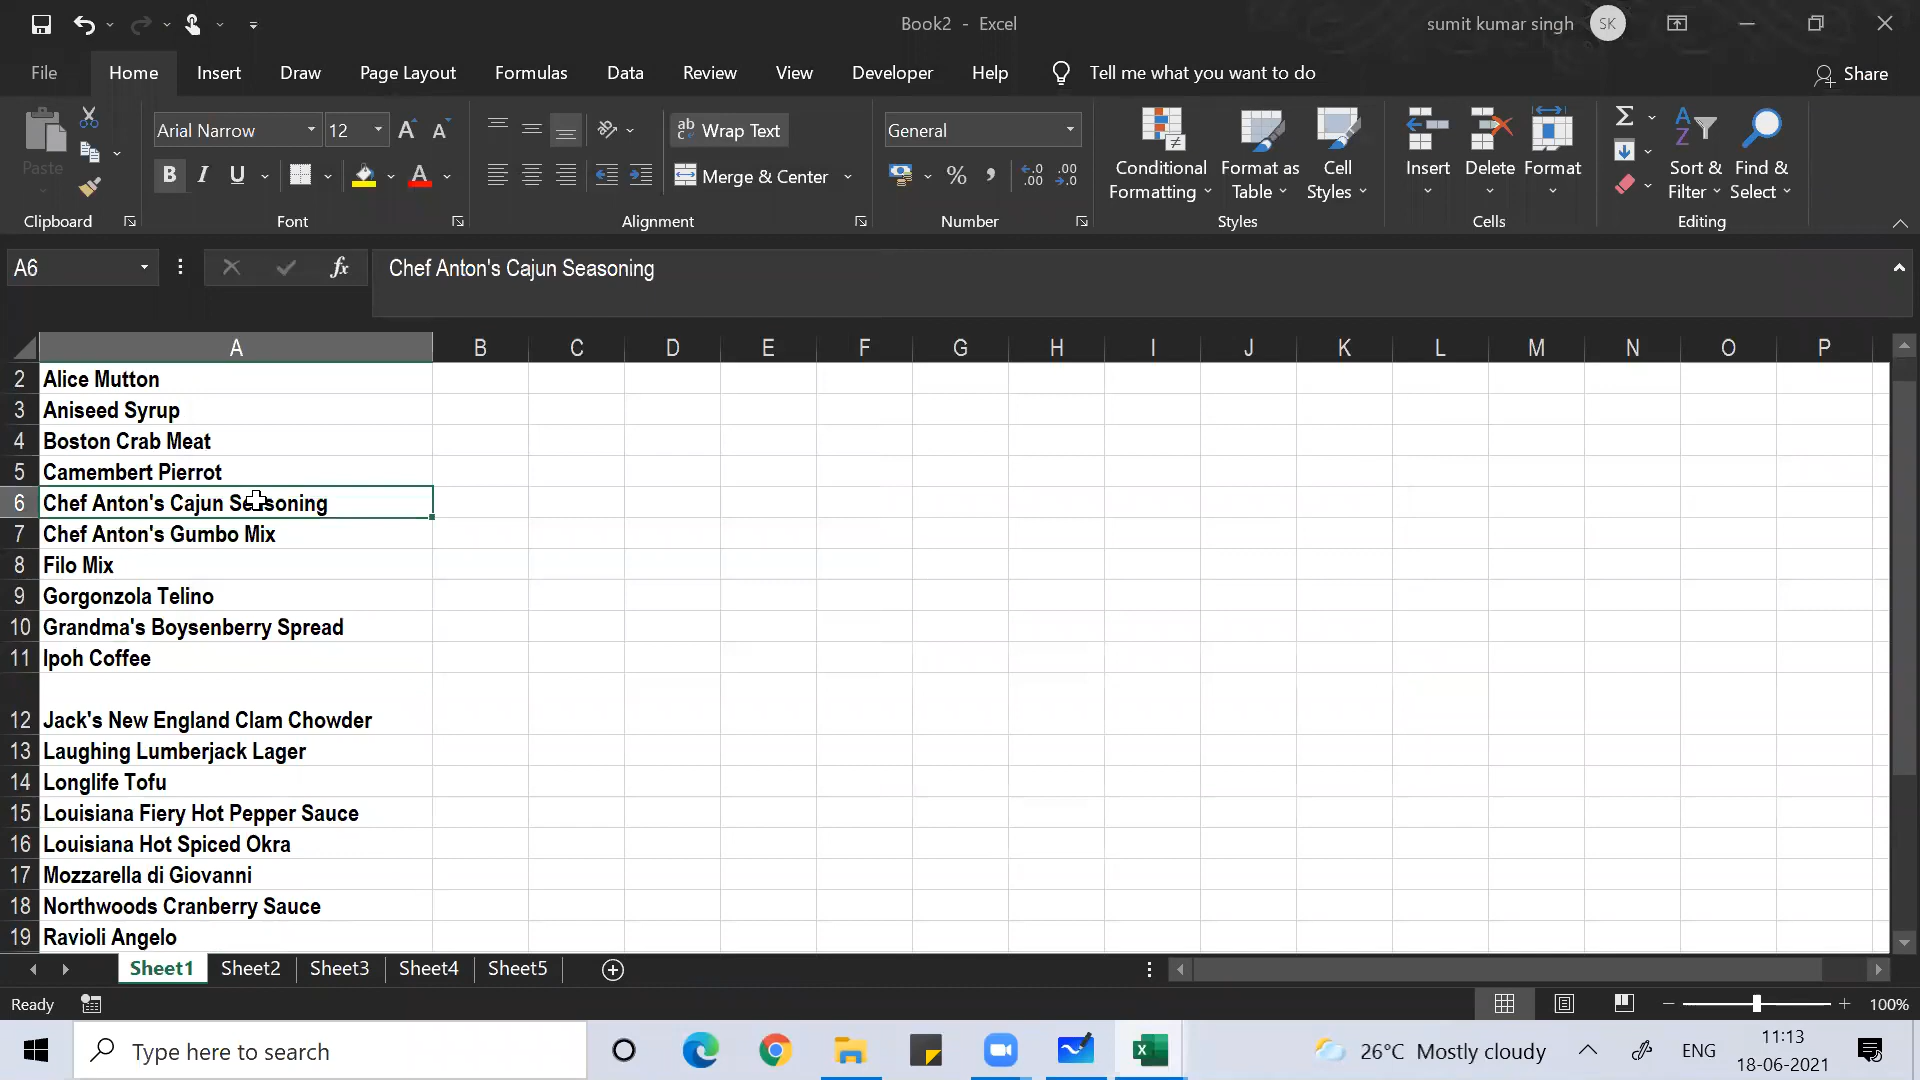 Book2 - Excel
sumit kumar singh
SK
File Home Insert Draw Page Layout Formulas Data Review View Developer Help Tell me what you want to do Share
Paste
Clipboard
Arial Narrow 12 A A
B I U A
Font
ab Wrap Text
Merge & Center
Alignment
General
% ,
Number
Conditional Formatting
Format as Table
Cell Styles
Styles
Insert Delete Format
Cells
Sort & Filter
Find & Select
Editing
A6 fx Chef Anton's Cajun Seasoning
A B C D E F G H I J K L M N O P
2 Alice Mutton
3 Aniseed Syrup
4 Boston Crab Meat
5 Camembert Pierrot
6 Chef Anton's Cajun Seasoning
7 Chef Anton's Gumbo Mix
8 Filo Mix
9 Gorgonzola Telino
10 Grandma's Boysenberry Spread
11 Ipoh Coffee
12 Jack's New England Clam Chowder
13 Laughing Lumberjack Lager
14 Longlife Tofu
15 Louisiana Fiery Hot Pepper Sauce
16 Louisiana Hot Spiced Okra
17 Mozzarella di Giovanni
18 Northwoods Cranberry Sauce
19 Ravioli Angelo
Sheet1 Sheet2 Sheet3 Sheet4 Sheet5
Ready
100%
Type here to search
26°C Mostly cloudy
ENG
11:13
18-06-2021